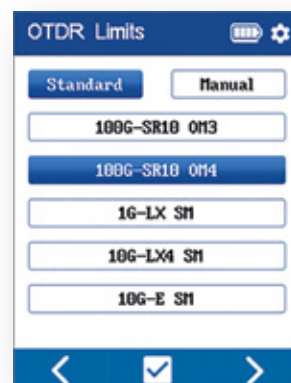 OTDR Limits
Standard Manual
100G-SR10 OM3
100G-SR10 OM4
1G-LX SM
10G-LX4 SM
10G-E SM